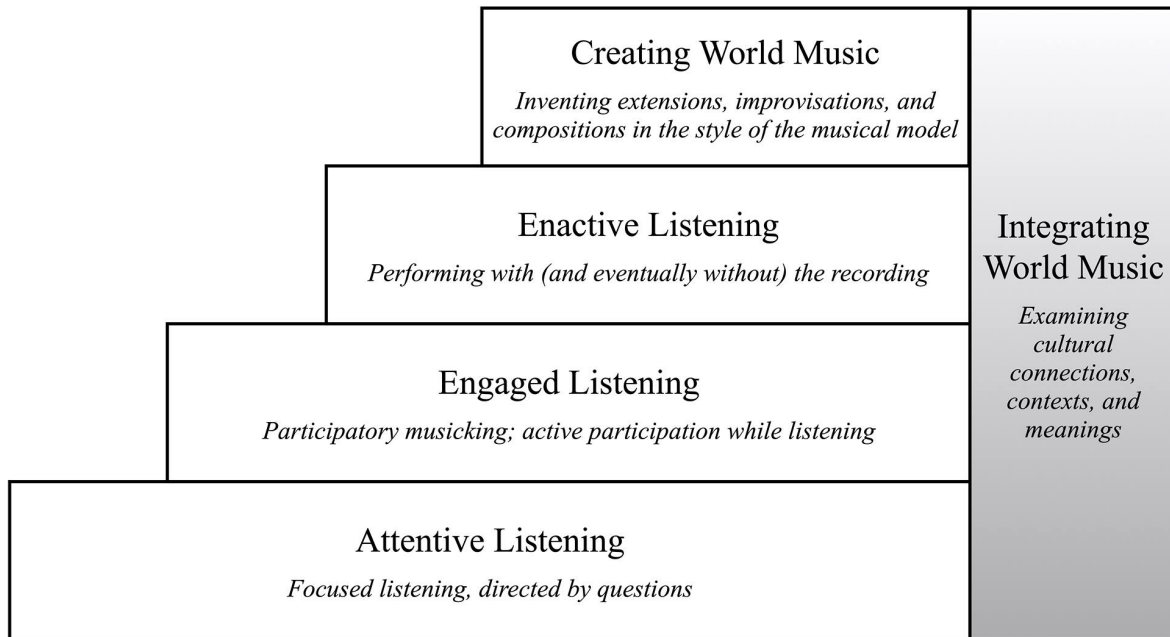 Creating World Music
Inventing extensions, improvisations, and
compositions in the style of the musical model
Enactive Listening
Performing with (and eventually without) the recording
Engaged Listening
Participatory musicking; active participation while listening
Attentive Listening
Focused listening, directed by questions
Integrating
World Music
Examining
cultural
connections,
contexts, and
meanings